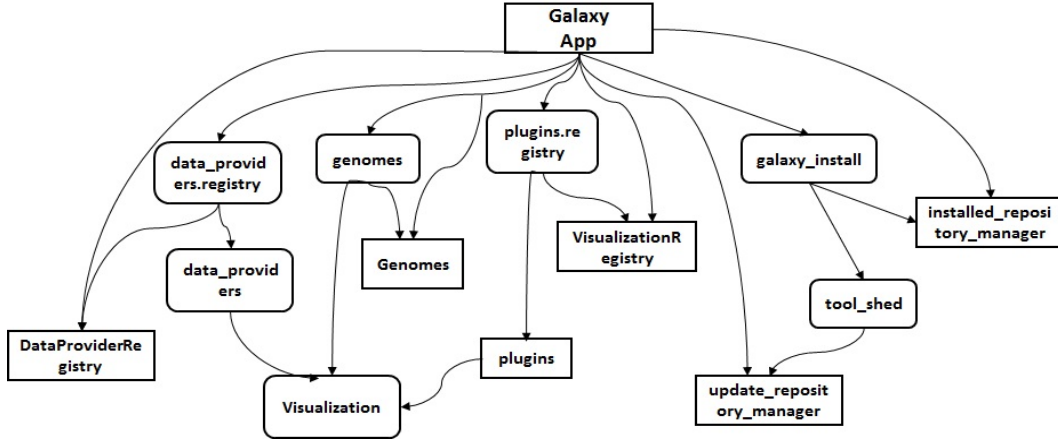 Galaxy
App
data_provid
ers.registry
genomes
plugins.re
gistry
galaxy_install
installed_reposi
tory_manager
VisualizationR
egistry
Genomes
data_provid
ers
tool_shed
DataProviderRe
gistry
plugins
Visualization
update_reposit
ory_manager